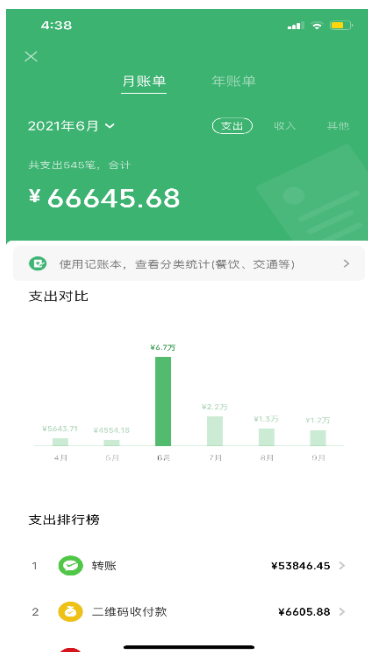 4:38
月账单 年账单
2021年6月
支出 收入 其他
共支出545笔，合计
¥66645.68
使用记账本，查看分类统计(餐饮、交通等)
支出对比
¥6.7万
¥2.2万
¥5643.71 ¥4554.18 ¥1.3万 ¥1.2万
4月 5月 6月 7月 8月 9月
支出排行榜
1 转账 ¥53846.45
2 二维码收付款 ¥6605.88